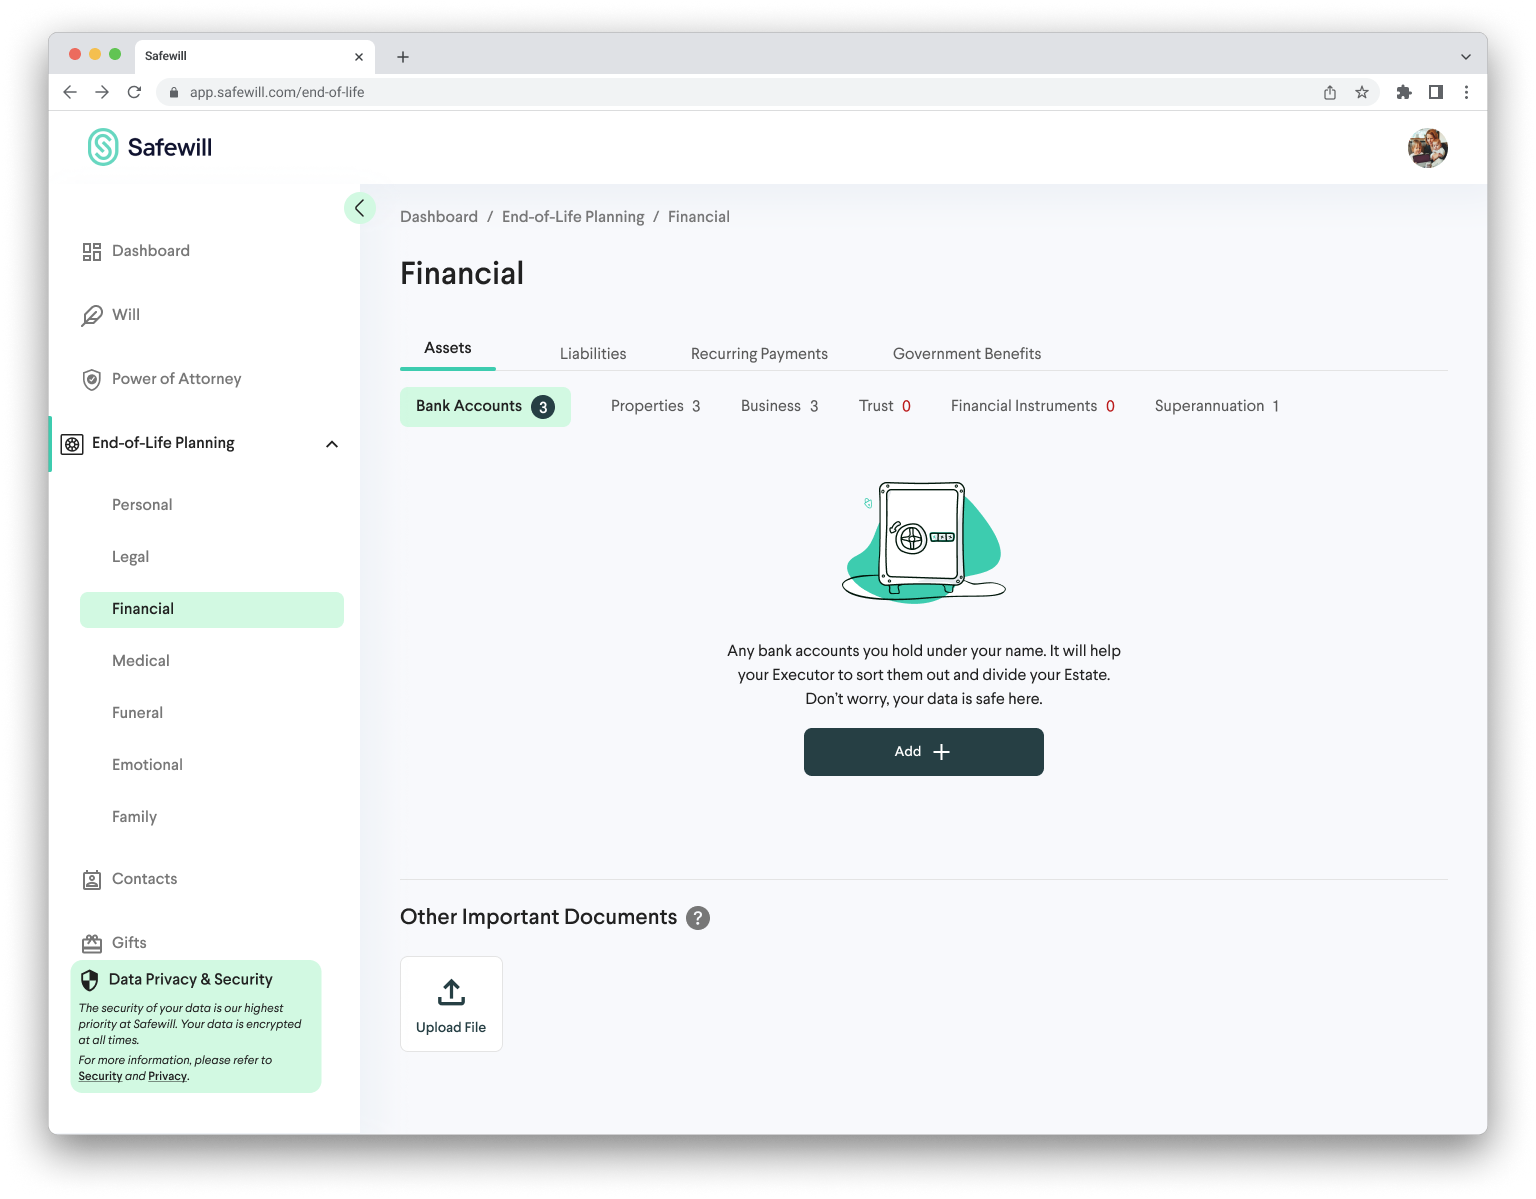 Safewill
app.safewill.com/end-of-life
Safewill
Dashboard
Will
Power of Attorney
End-of-Life Planning
Personal
Legal
Financial
Medical
Funeral
Emotional
Family
Contacts
Gifts
Data Privacy & Security
The security of your data is our highest
priority at Safewill. Your data is encrypted
at all times.
For more information, please refer to
Security and Privacy.
Dashboard / End-of-Life Planning / Financial
Financial
Assets Liabilities Recurring Payments Government Benefits
Bank Accounts 3 Properties 3 Business 3 Trust 0 Financial Instruments 0 Superannuation 1
Any bank accounts you hold under your name. It will help
your Executor to sort them out and divide your Estate.
Don't worry, your data is safe here.
Add +
Other Important Documents ?
Upload File